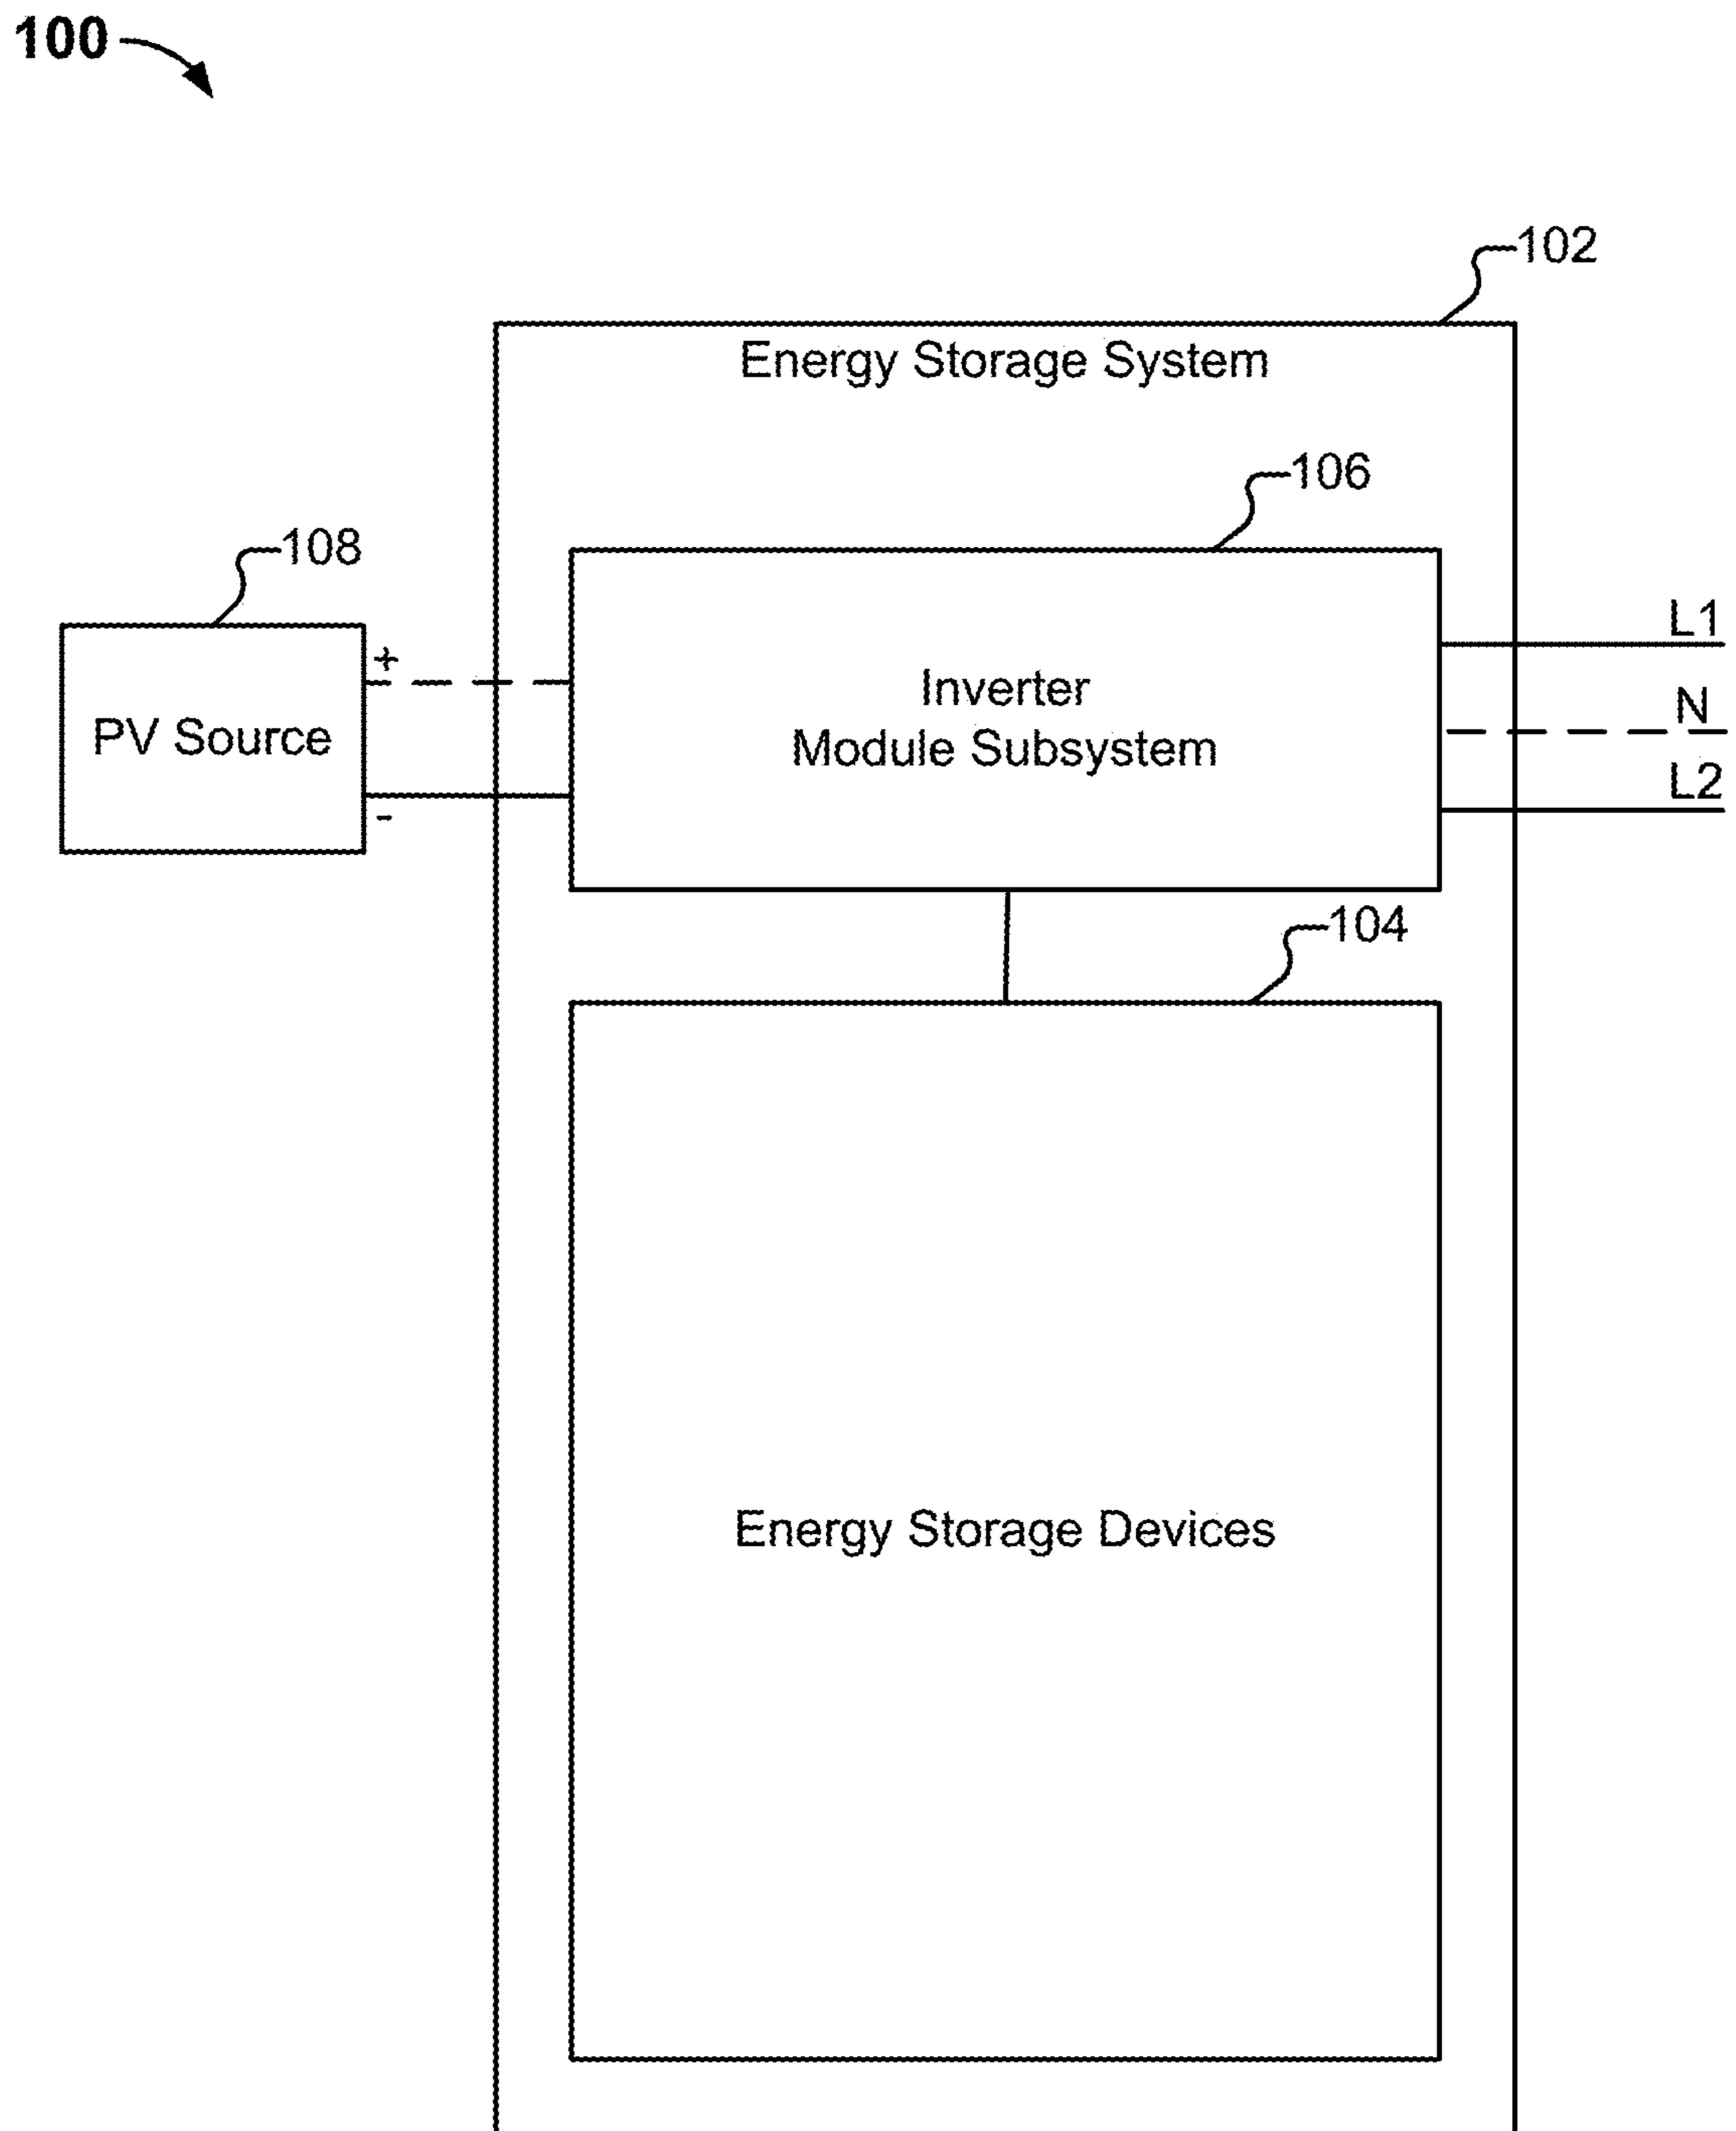 100
102
Energy Storage System
106
108
L1
+
Inverter
N
PV Source
Module Subsystem
L2
-
104
Energy Storage Devices